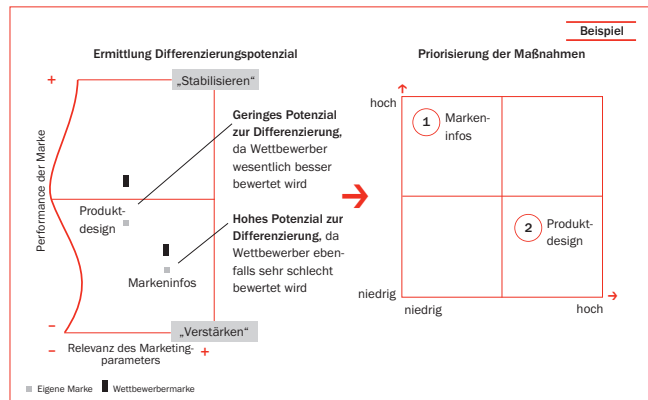 Beispiel
Ermittlung Differenzierungspotenzial
Priorisierung der Maßnahmen
+
„Stabilisieren“
Performance der Marke
Geringes Potenzial
zur Differenzierung,
da Wettbewerber
wesentlich besser
bewertet wird
Produkt-
design
Hohes Potenzial zur
Differenzierung, da
Wettbewerber eben-
falls sehr schlecht
bewertet wird
Markeninfos
„Verstärken“
–
–
Relevanz des Marketing-
parameters
+
Eigene Marke
Wettbewerbermarke
hoch
1
Marken-
infos
2
Produkt-
design
niedrig
niedrig
hoch